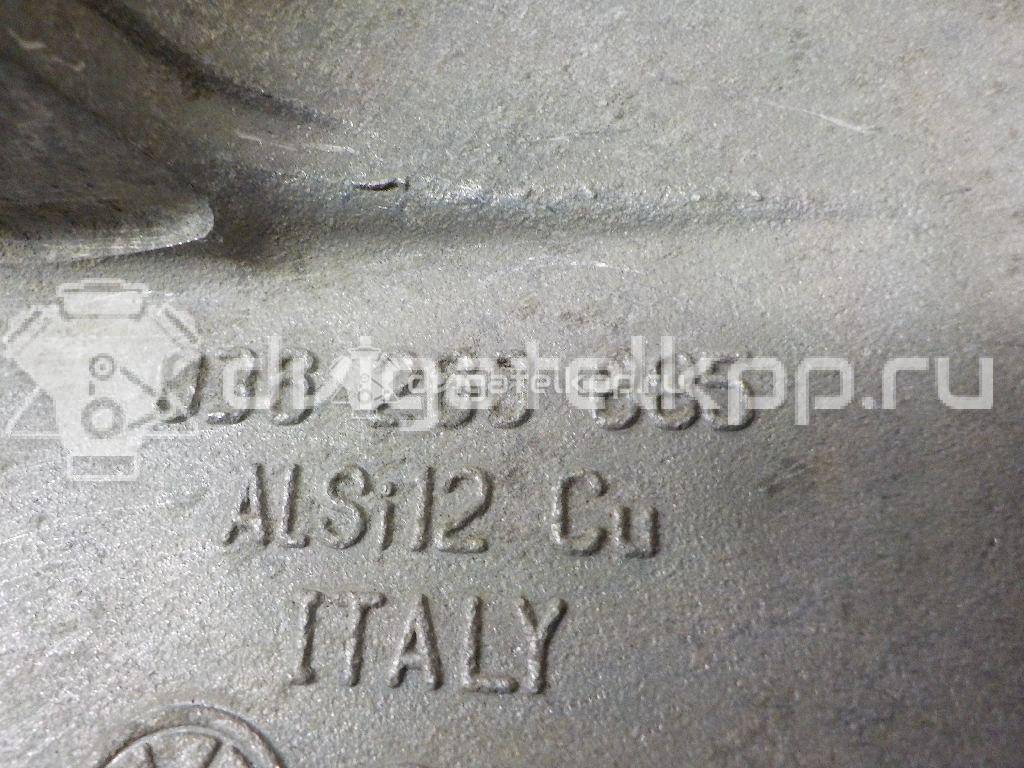 dvigatelkpp.ru
ALSi12 Cu
ITALY